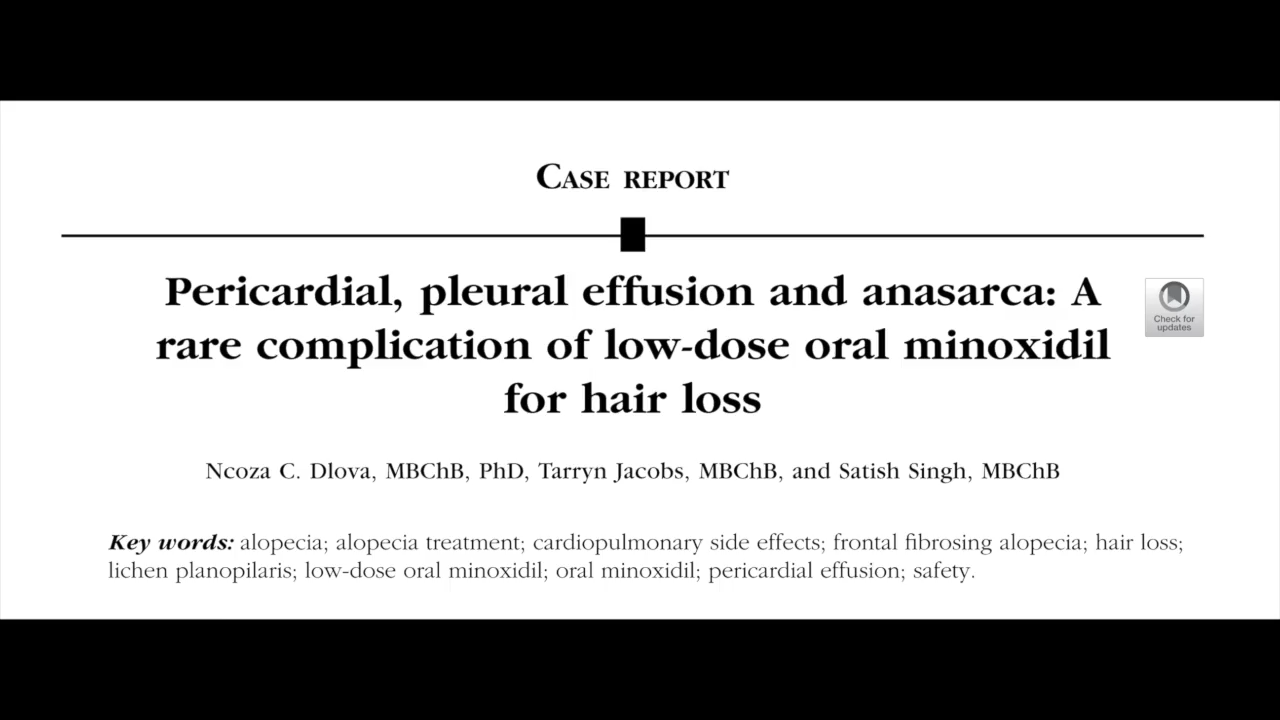 CASE REPORT
Pericardial, pleural effusion and anasarca: A
rare complication of low-dose oral minoxidil
for hair loss
Check for
updates
Ncoza C. Dlova, MBChB, PhD, Tarryn Jacobs, MBChB, and Satish Singh, MBChB
Key words: alopecia; alopecia treatment; cardiopulmonary side effects; frontal fibrosing alopecia; hair loss;
lichen planopilaris; low-dose oral minoxidil; oral minoxidil; pericardial effusion; safety.